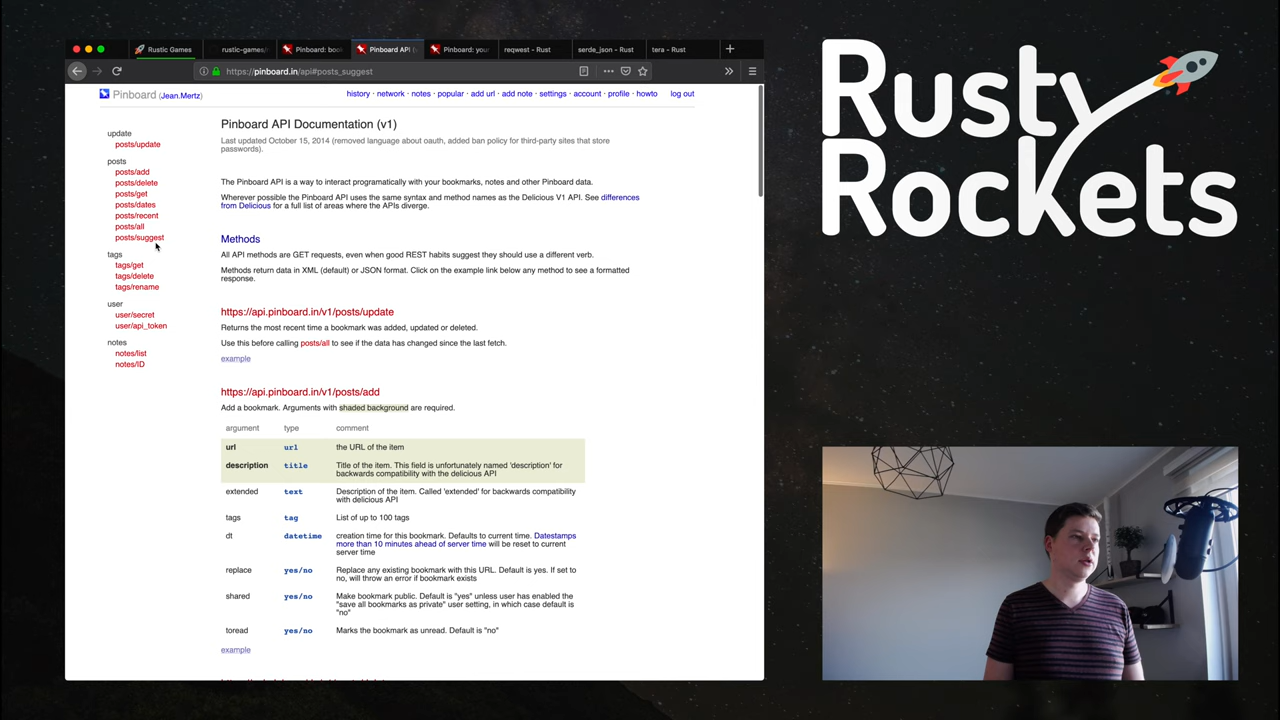 Rustic Games
rustic-games/
Pinboard: boo
Pinboard API (
Pinboard: your
reqwest - Rust
serde_json - Rust
tera - Rust
https://pinboard.in/api#posts_suggest
Pinboard (Jean.Mertz)
history · network · notes · popular · add url · add note · settings · account · profile · howto
log out
update
posts/update
posts
posts/add
posts/delete
posts/get
posts/dates
posts/recent
posts/all
posts/suggest
tags
tags/get
tags/delete
tags/rename
user
user/secret
user/api_token
notes
notes/list
notes/ID
Pinboard API Documentation (v1)
Last updated October 15, 2014 (removed language about oauth, added ban policy for third-party sites that store
passwords).
The Pinboard API is a way to interact programatically with your bookmarks, notes and other Pinboard data.
Wherever possible the Pinboard API uses the same syntax and method names as the Delicious V1 API. See differences
from Delicious for a full list of areas where the APIs diverge.
Methods
All API methods are GET requests, even when good REST habits suggest they should use a different verb.
Methods return data in XML (default) or JSON format. Click on the example link below any method to see a formatted
response.
https://api.pinboard.in/v1/posts/update
Returns the most recent time a bookmark was added, updated or deleted.
Use this before calling posts/all to see if the data has changed since the last fetch.
example
https://api.pinboard.in/v1/posts/add
Add a bookmark. Arguments with shaded background are required.
argument type comment
url url the URL of the item
description title Title of the item. This field is unfortunately named 'description' for
backwards compatibility with the delicious API
extended text Description of the item. Called 'extended' for backwards compatibility
with delicious API
tags tag List of up to 100 tags
dt datetime creation time for this bookmark. Defaults to current time. Datestamps
more than 10 minutes ahead of server time will be reset to current
server time
replace yes/no Replace any existing bookmark with this URL. Default is yes. If set to
no, will throw an error if bookmark exists
shared yes/no Make bookmark public. Default is "yes" unless user has enabled the
"save all bookmarks as private" user setting, in which case default is
"no"
toread yes/no Marks the bookmark as unread. Default is "no"
example
Rusty
Rockets